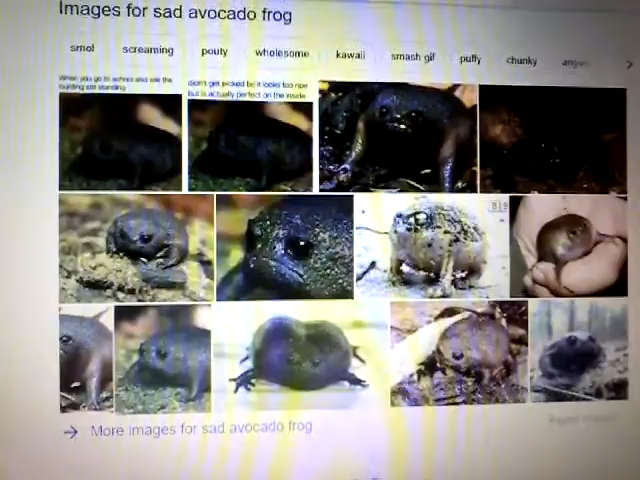 Images for sad avocado frog
smol screaming pouty wholesome kawaii smash gif puffy chunky
When you go to school and see the
building still standing
didn't get picked bc it looks too ripe
but is actually perfect on the inside
More images for sad avocado frog